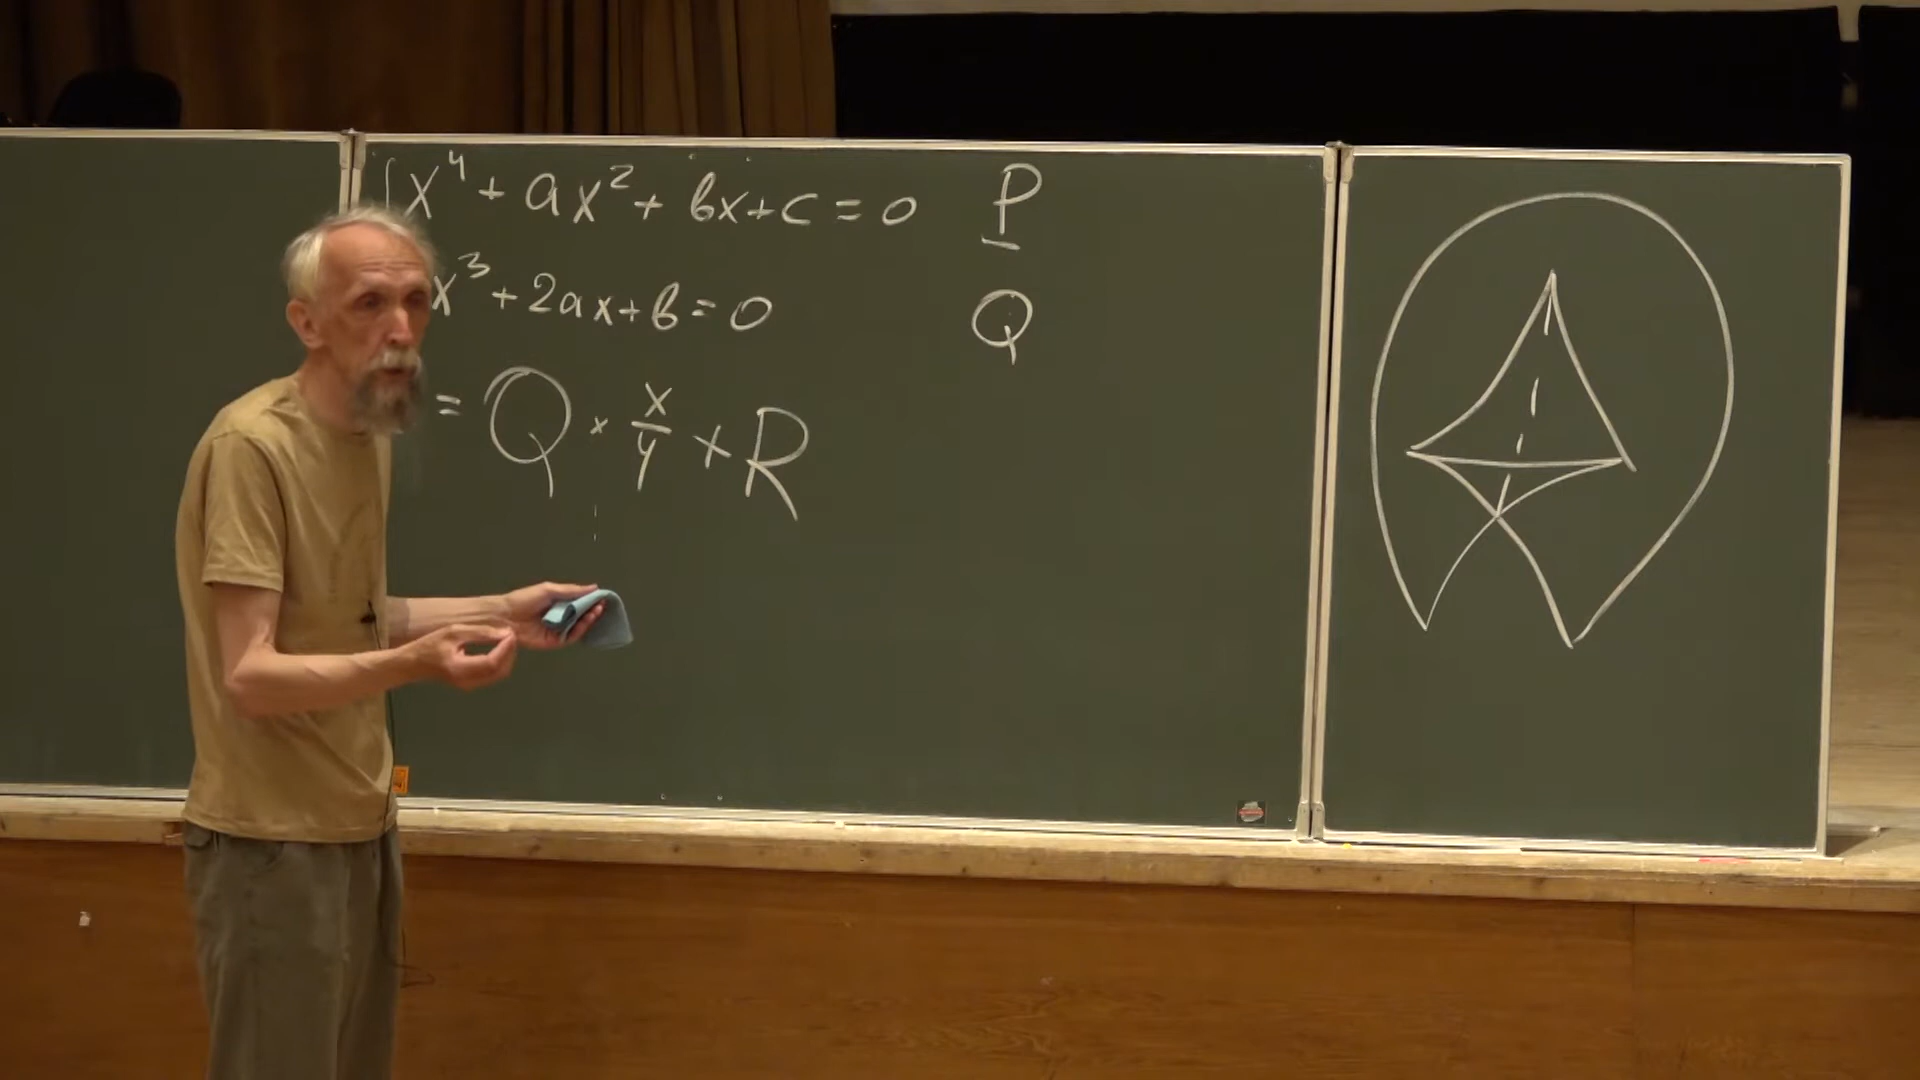 x⁴ + ax² + bx + c = 0 P
x³ + 2ax + b = 0 Q
= Q × x/4 + R